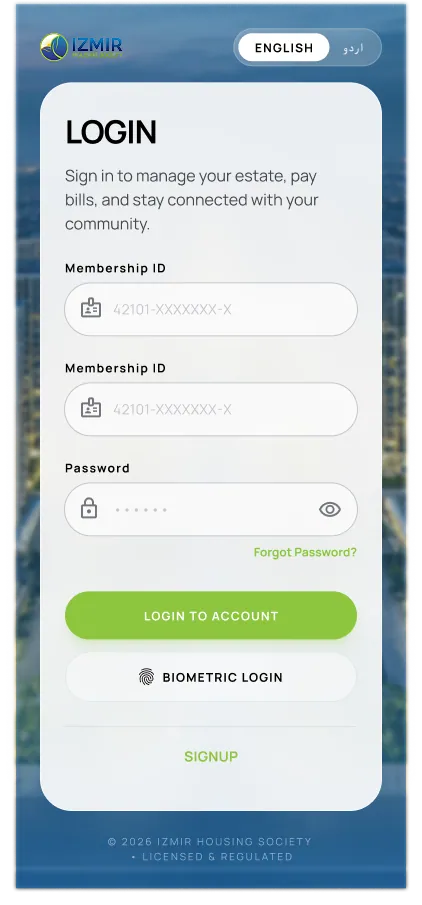 IZMIR
ENGLISH
اردو
LOGIN
Sign in to manage your estate, pay
bills, and stay connected with your
community.
Membership ID
42101-XXXXXXX-X
Membership ID
42101-XXXXXXX-X
Password
Forgot Password?
LOGIN TO ACCOUNT
BIOMETRIC LOGIN
SIGNUP
© 2026 IZMIR HOUSING SOCIETY
• LICENSED & REGULATED